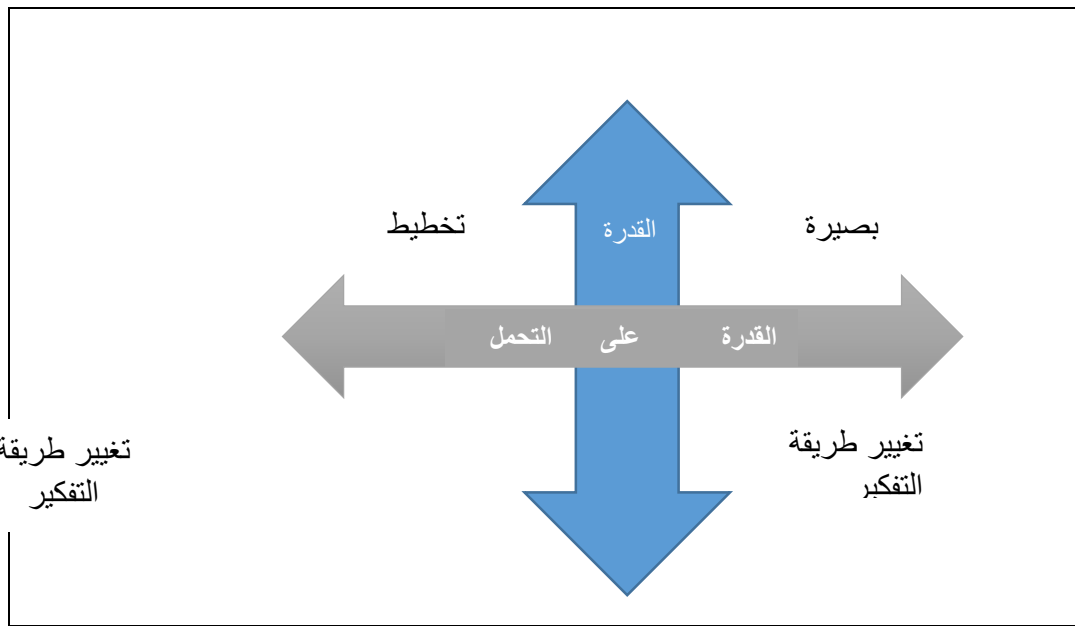 القدرة
بصيرة
تخطيط
القدرة على التحمل
تغيير طريقة
التفكير
تغيير طريقة
التفكير